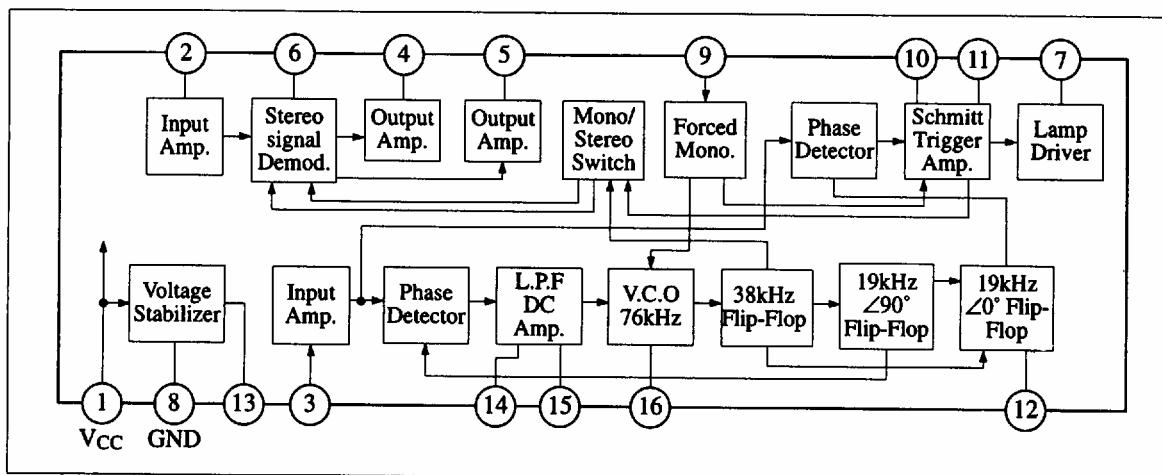 2
6
4
5
9
10
11
7
Input
Amp.
Stereo
signal
Demod.
Output
Amp.
Output
Amp.
Mono/
Stereo
Switch
Forced
Mono.
Phase
Detector
Schmitt
Trigger
Amp.
Lamp
Driver
Voltage
Stabilizer
Input
Amp.
Phase
Detector
L.P.F
DC
Amp.
V.C.O
76kHz
38kHz
Flip-Flop
19kHz
∠90°
Flip-Flop
19kHz
∠0° Flip-
Flop
1
8
13
3
14
15
16
12
VCC
GND